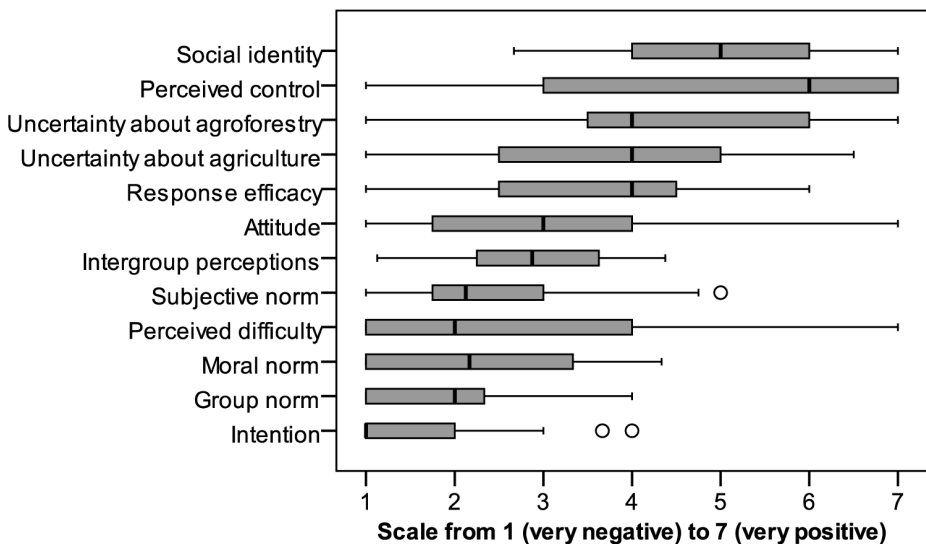 Social identity
Perceived control
Uncertainty about agroforestry
Uncertainty about agriculture
Response efficacy
Attitude
Intergroup perceptions
Subjective norm
Perceived difficulty
Moral norm
Group norm
Intention
1 2 3 4 5 6 7
Scale from 1 (very negative) to 7 (very positive)